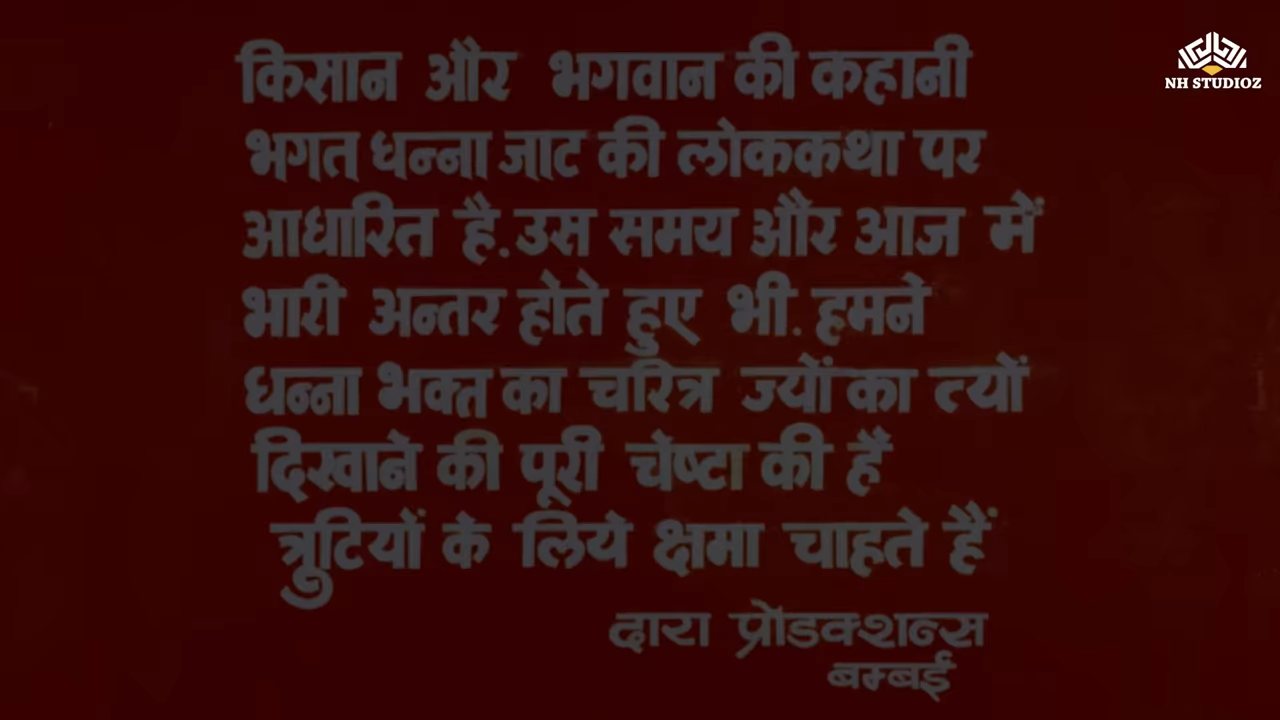 किसान और भगवान की कहानी
भगत धन्ना जाट की लोककथा पर
आधारित है. उस समय और आज में
भारी अन्तर होते हुए भी. हमने
धन्ना भक्त का चरित्र ज्यों का त्यों
दिखाने की पूरी चेष्टा की हैं
त्रुटियों के लिये क्षमा चाहते हैं
दारा प्रोडक्शन्स
बम्बई
NH STUDIOZ